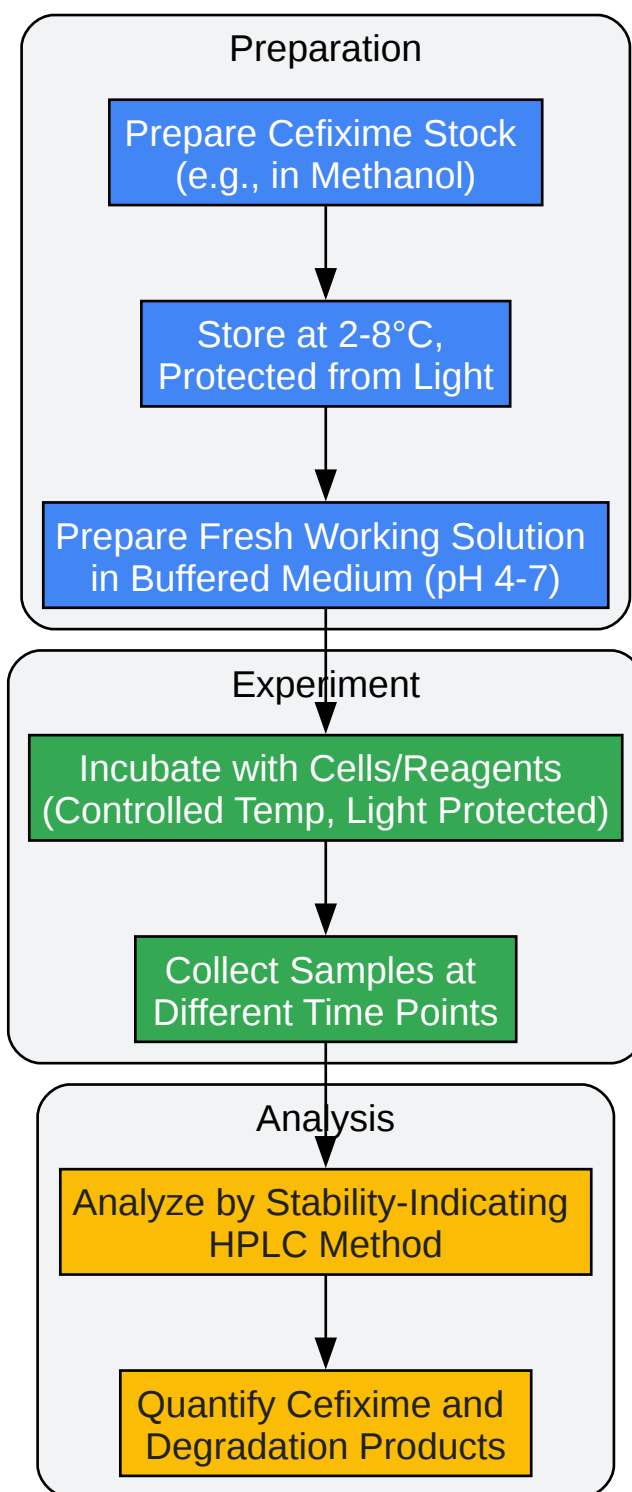 Preparation
Prepare Cefixime Stock
(e.g., in Methanol)
Store at 2-8°C,
Protected from Light
Prepare Fresh Working Solution
in Buffered Medium (pH 4-7)
Experiment
Incubate with Cells/Reagents
(Controlled Temp, Light Protected)
Collect Samples at
Different Time Points
Analysis
Analyze by Stability-Indicating
HPLC Method
Quantify Cefixime and
Degradation Products